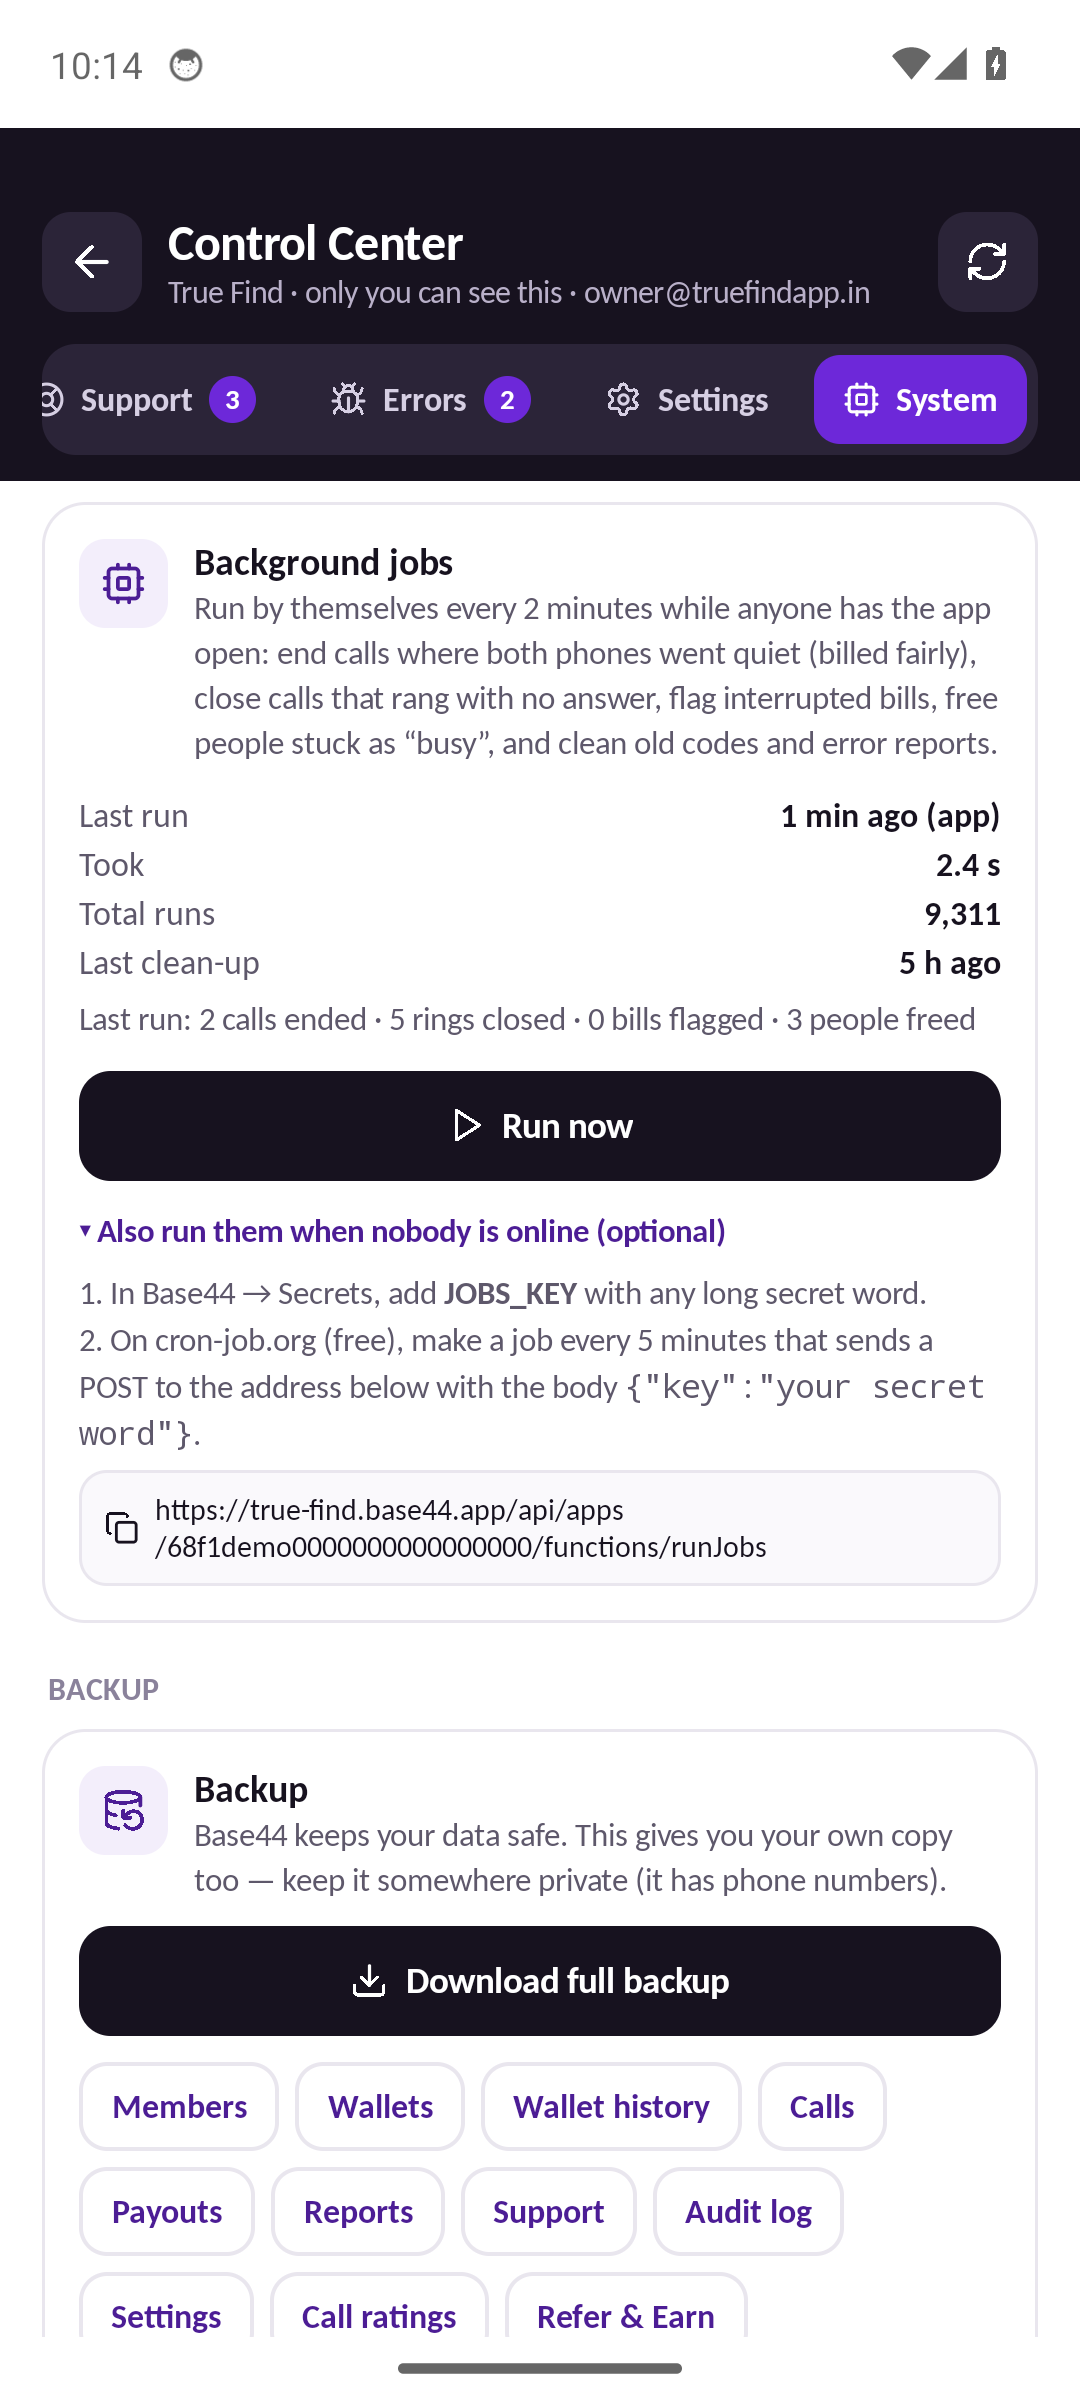 10:14
Control Center
True Find · only you can see this · owner@truefindapp.in
Support 3 Errors 2 Settings System
Background jobs
Run by themselves every 2 minutes while anyone has the app
open: end calls where both phones went quiet (billed fairly),
close calls that rang with no answer, flag interrupted bills, free
people stuck as “busy”, and clean old codes and error reports.
Last run 1 min ago (app)
Took 2.4 s
Total runs 9,311
Last clean-up 5 h ago
Last run: 2 calls ended · 5 rings closed · 0 bills flagged · 3 people freed
Run now
▾ Also run them when nobody is online (optional)
1. In Base44 → Secrets, add JOBS_KEY with any long secret word.
2. On cron-job.org (free), make a job every 5 minutes that sends a
POST to the address below with the body {"key":"your secret
word"}.
https://true-find.base44.app/api/apps
/68f1demo0000000000000000/functions/runJobs
BACKUP
Backup
Base44 keeps your data safe. This gives you your own copy
too — keep it somewhere private (it has phone numbers).
Download full backup
Members Wallets Wallet history Calls
Payouts Reports Support Audit log
Settings Call ratings Refer & Earn